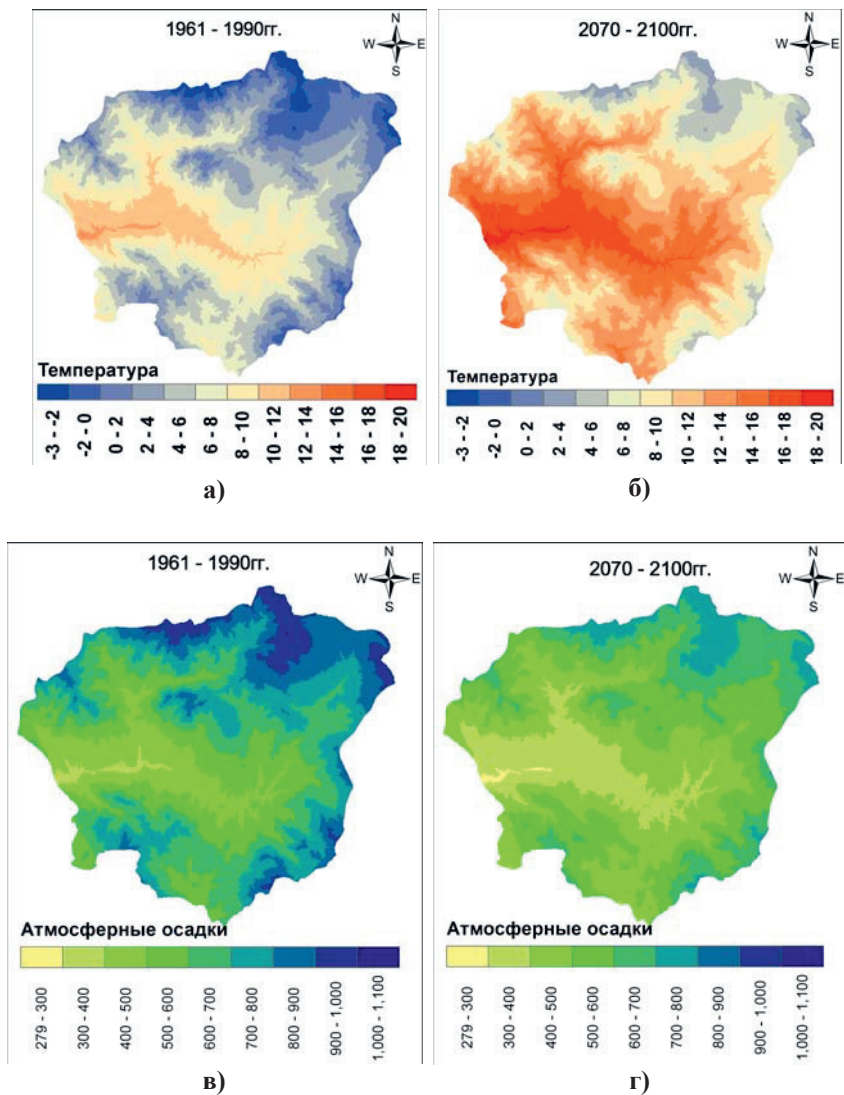 1961 - 1990гг.
N
W E
S
Температура
-3 - -2 -2 - 0 0 - 2 2 - 4 4 - 6 6 - 8 8 - 10 10 - 12 12 - 14 14 - 16 16 - 18 18 - 20
а)
2070 - 2100гг.
N
W E
S
Температура
-3 - -2 -2 - 0 0 - 2 2 - 4 4 - 6 6 - 8 8 - 10 10 - 12 12 - 14 14 - 16 16 - 18 18 - 20
б)
1961 - 1990гг.
N
W E
S
Атмосферные осадки
279 - 300 300 - 400 400 - 500 500 - 600 600 - 700 700 - 800 800 - 900 900 - 1,000 1,000 - 1,100
в)
2070 - 2100гг.
N
W E
S
Атмосферные осадки
279 - 300 300 - 400 400 - 500 500 - 600 600 - 700 700 - 800 800 - 900 900 - 1,000 1,000 - 1,100
г)